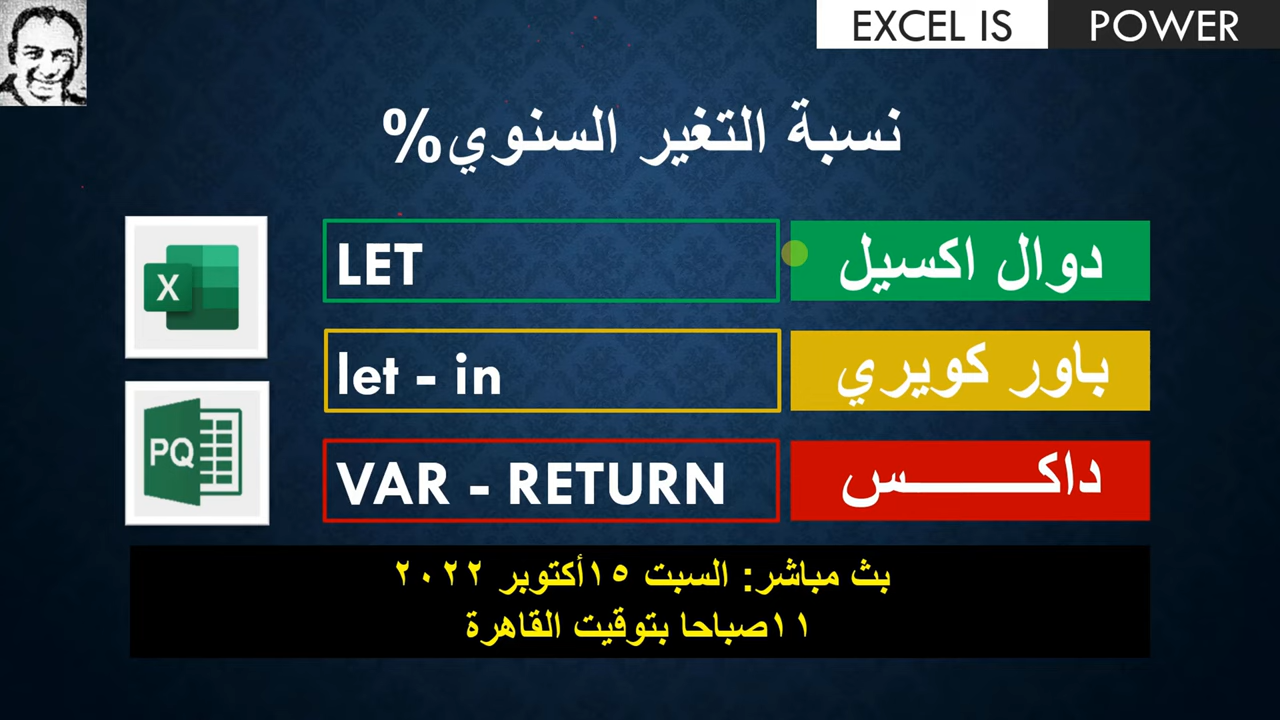 EXCEL IS POWER
نسبة التغير السنوي%
دوال اكسيل
LET
X
باور كويري
let - in
PQ
داكـــــــــس
VAR - RETURN
بث مباشر: السبت ١٥أكتوبر ٢٠٢٢
١١صباحا بتوقيت القاهرة